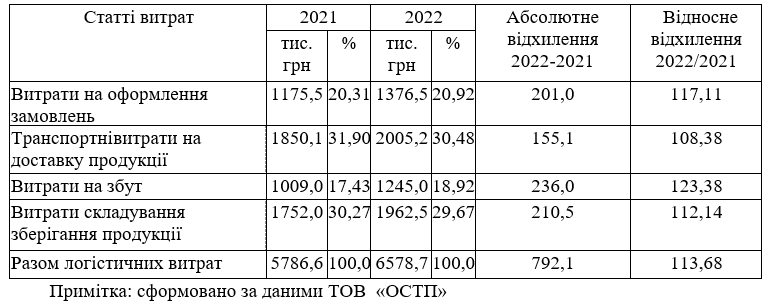 Статті витрат 2021 2022 Абсолютне відхилення 2022-2021 Відносне відхилення 2022/2021
тис. грн % тис. грн %
Витрати на оформлення замовлень 1175,5 20,31 1376,5 20,92 201,0 117,11
Транспортнівитрати на доставку продукції 1850,1 31,90 2005,2 30,48 155,1 108,38
Витрати на збут 1009,0 17,43 1245,0 18,92 236,0 123,38
Витрати складування зберігання продукції 1752,0 30,27 1962,5 29,67 210,5 112,14
Разом логістичних витрат 5786,6 100,0 6578,7 100,0 792,1 113,68
Примітка: сформовано за даними ТОВ «ОСТП»